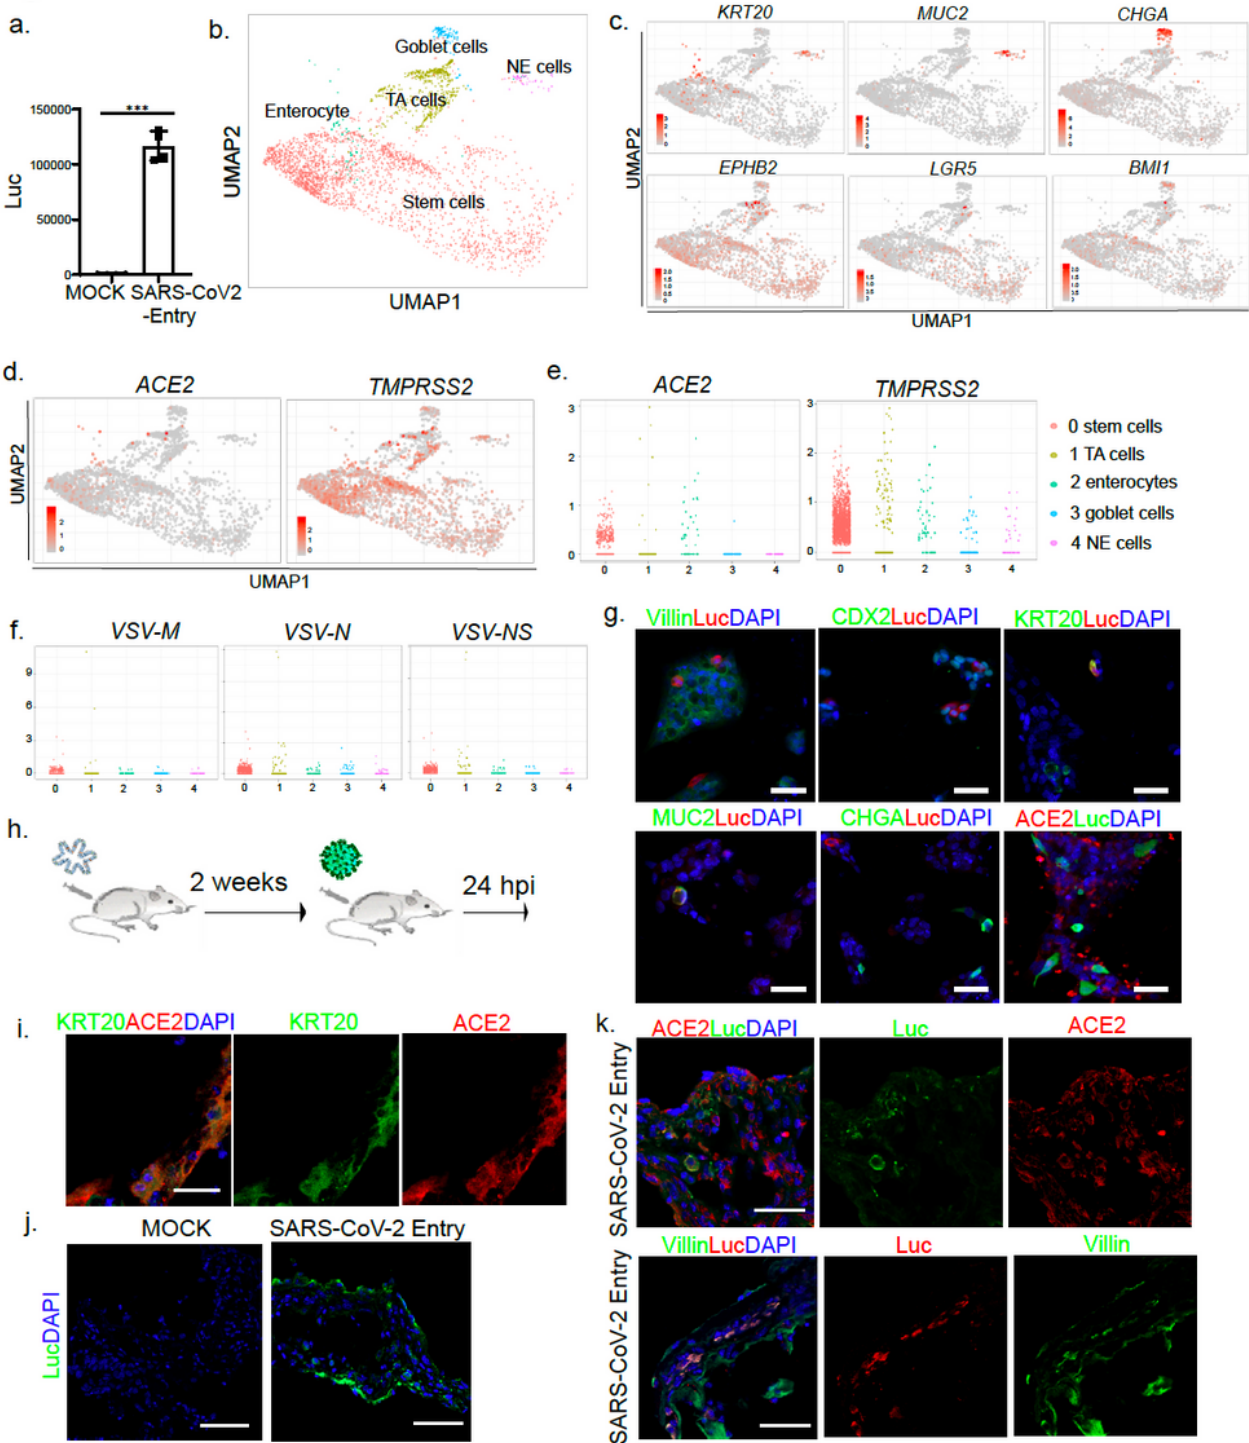 a.
150000
100000
50000
0
Luc
***
MOCK SARS-CoV2
-Entry
b.
UMAP2
Goblet cells
NE cells
TA cells
Enterocyte
Stem cells
UMAP1
c.
KRT20 MUC2 CHGA
EPHB2 LGR5 BMI1
UMAP2
UMAP1
d.
ACE2 TMPRSS2
UMAP2
2
1
0
2
1
0
UMAP1
e.
ACE2 TMPRSS2
3
2
1
0
0 1 2 3 4
3
2
1
0
0 1 2 3 4
0 stem cells
1 TA cells
2 enterocytes
3 goblet cells
4 NE cells
f.
VSV-M VSV-N VSV-NS
9
6
3
0
0 1 2 3 4
0 1 2 3 4
0 1 2 3 4
g.
VillinLucDAPI CDX2LucDAPI KRT20LucDAPI
MUC2LucDAPI CHGALucDAPI ACE2LucDAPI
h.
2 weeks
24 hpi
i.
KRT20ACE2DAPI KRT20 ACE2
j.
MOCK SARS-CoV-2 Entry
LucDAPI
k.
ACE2LucDAPI Luc ACE2
SARS-CoV-2 Entry
VillinLucDAPI Luc Villin
SARS-CoV-2 Entry